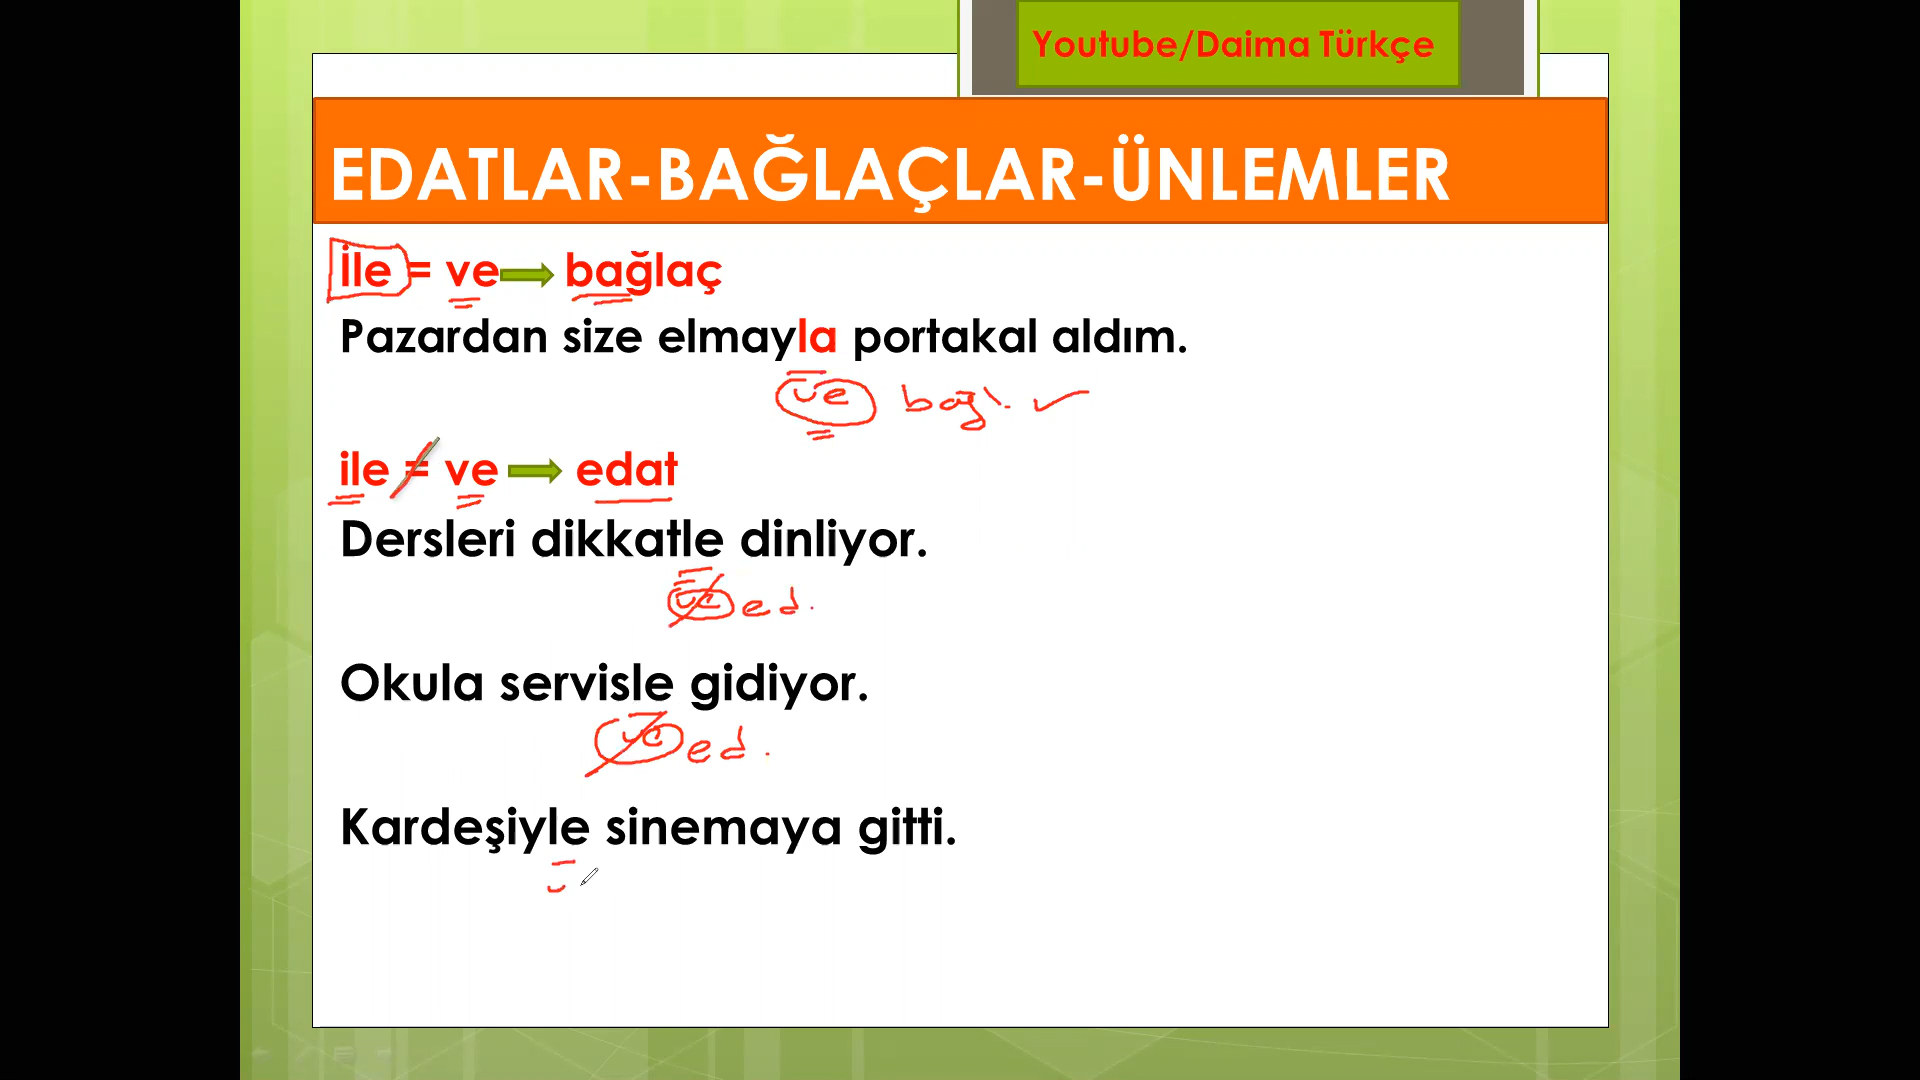 Youtube/Daima Türkçe
EDATLAR-BAĞLAÇLAR-ÜNLEMLER
İle = ve bağlaç
Pazardan size elmayla portakal aldım.
ve bağl.
ile = ve edat
Dersleri dikkatle dinliyor.
ve ed.
Okula servisle gidiyor.
ve ed.
Kardeşiyle sinemaya gitti.